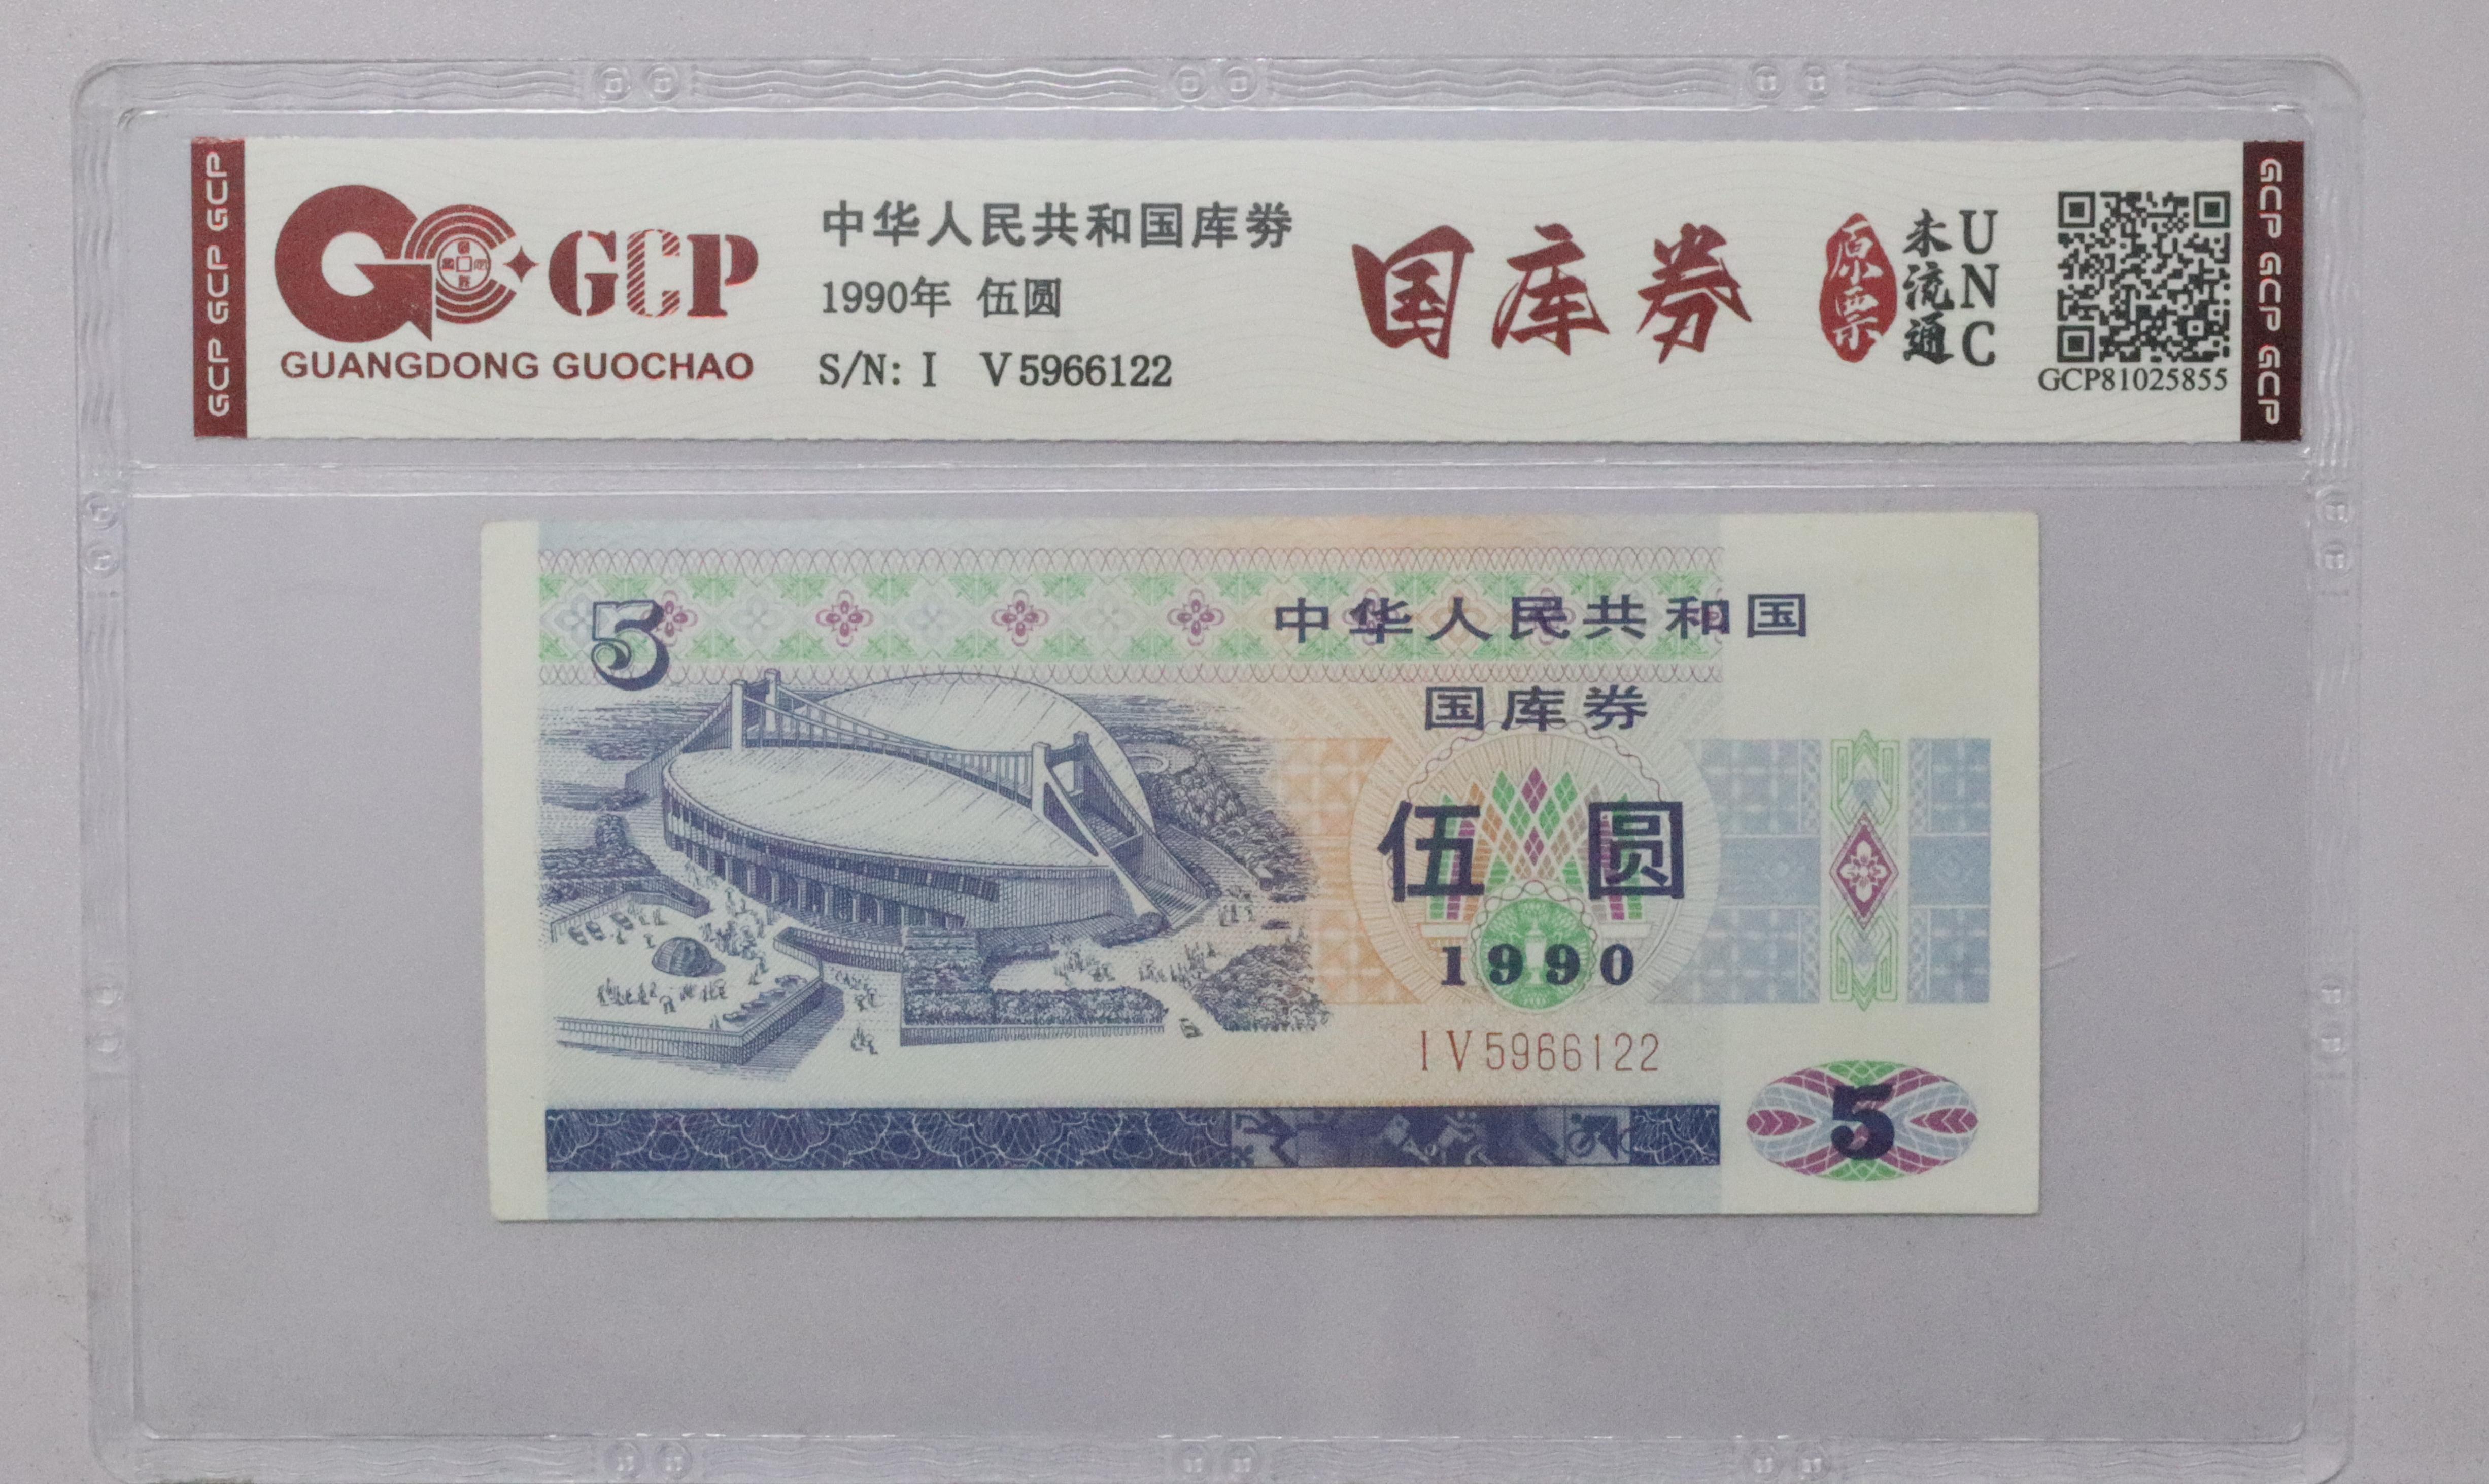 GCP GCP GCP
GCP
GUANGDONG GUOCHAO
中华人民共和国库券
1990年 伍圆
S/N: I V 5966122
国库券
原票
未流通
UNC
GCP81025855
GCP GCP GCP
5
中华人民共和国
国库券
伍圆
1990
I V 5966122
5